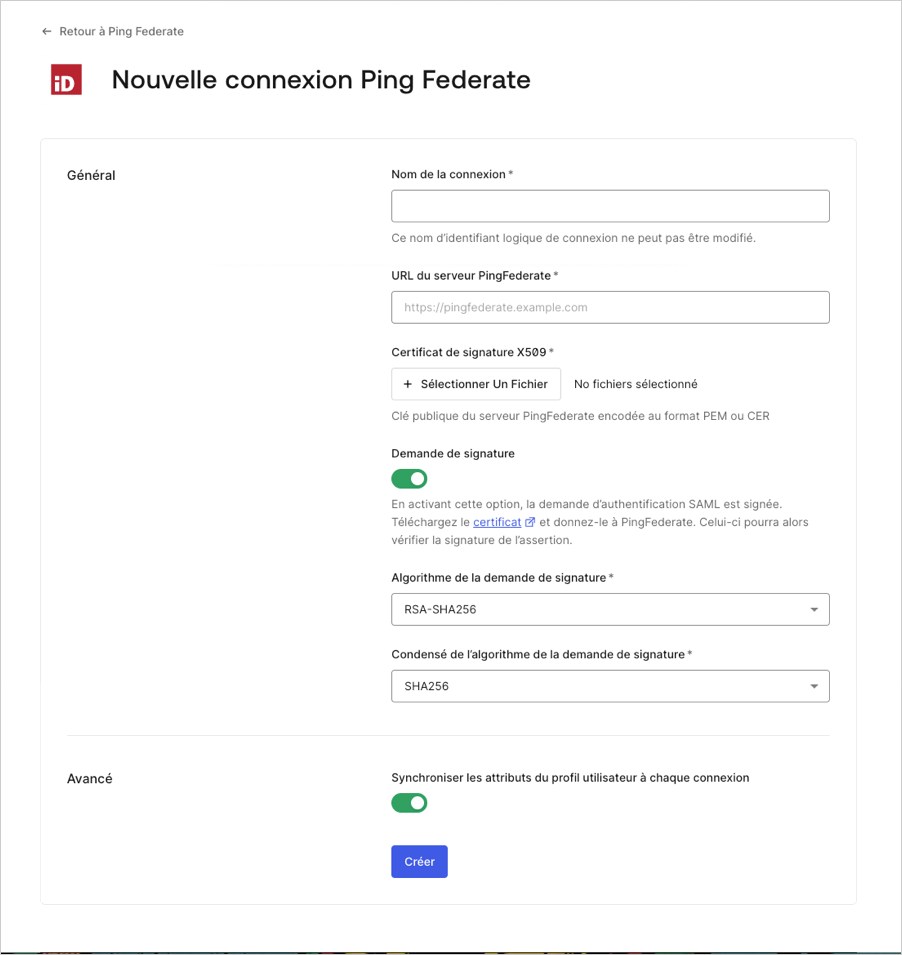 ← Retour à Ping Federate
iD
Nouvelle connexion Ping Federate
Général
Nom de la connexion *
Ce nom d'identifiant logique de connexion ne peut pas être modifié.
URL du serveur PingFederate *
https://pingfederate.example.com
Certificat de signature X509 *
+ Sélectionner Un Fichier
No fichiers sélectionné
Clé publique du serveur PingFederate encodée au format PEM ou CER
Demande de signature
En activant cette option, la demande d'authentification SAML est signée.
Téléchargez le certificat et donnez-le à PingFederate. Celui-ci pourra alors
vérifier la signature de l'assertion.
Algorithme de la demande de signature *
RSA-SHA256
Condensé de l'algorithme de la demande de signature *
SHA256
Avancé
Synchroniser les attributs du profil utilisateur à chaque connexion
Créer